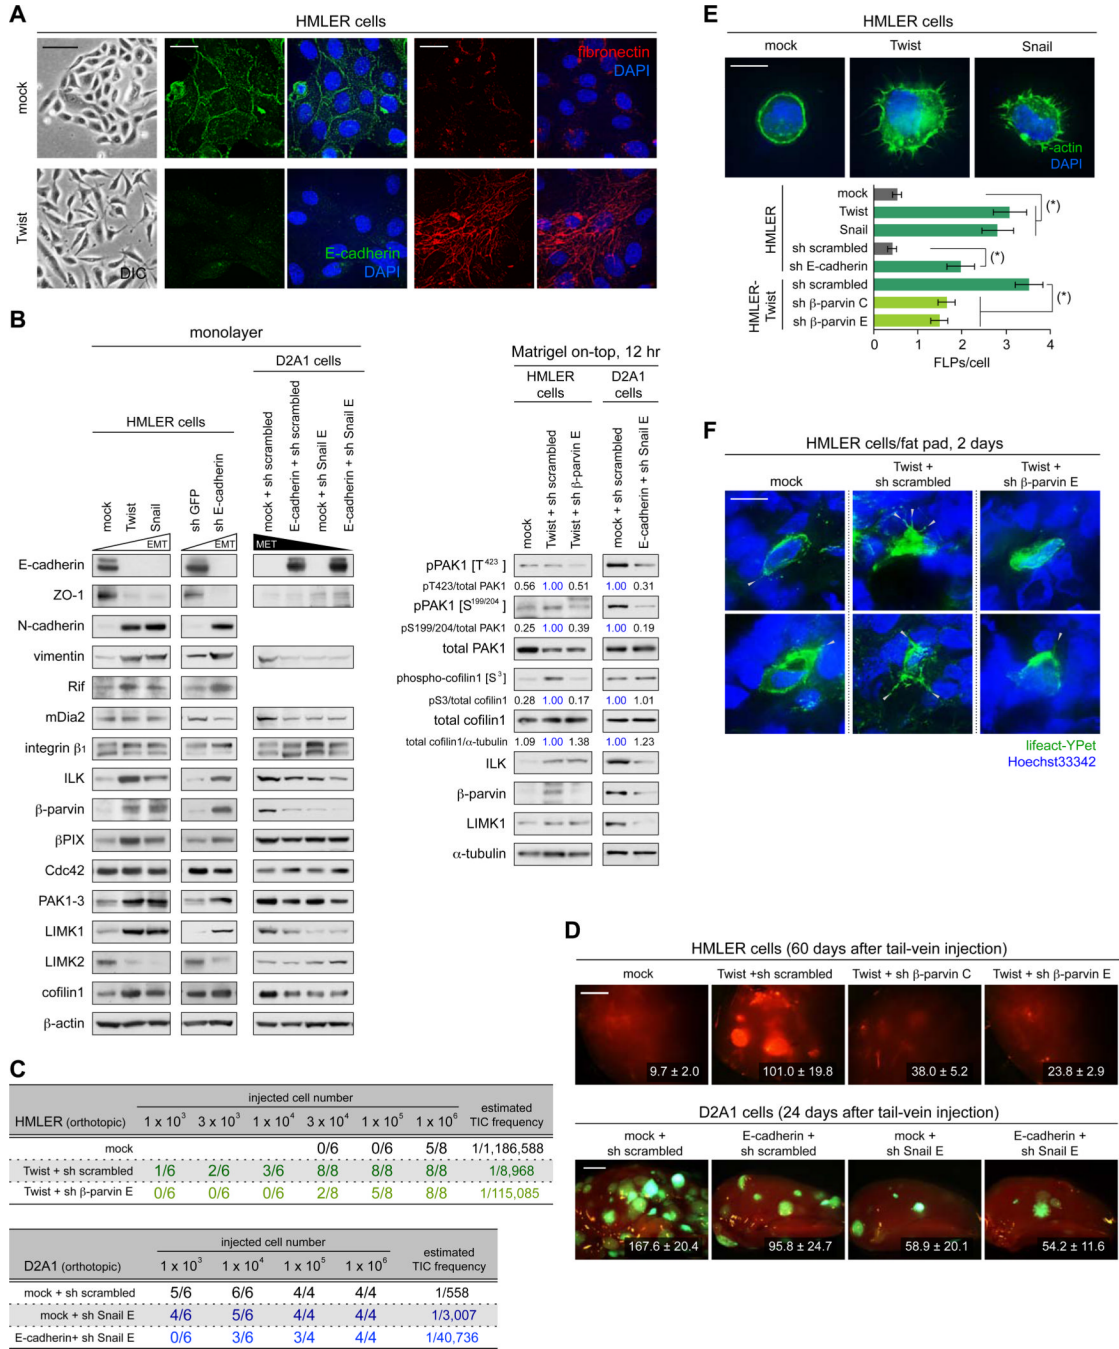 A
HMLER cells
mock
Twist
DIC
E-cadherin
DAPI
fibronectin
DAPI
B
monolayer
HMLER cells
D2A1 cells
mock
Twist
Snail
sh GFP
sh E-cadherin
mock + sh scrambled
E-cadherin + sh scrambled
mock + sh Snail E
E-cadherin + sh Snail E
EMT
EMT
MET
E-cadherin
ZO-1
N-cadherin
vimentin
Rif
mDia2
integrin β1
ILK
β-parvin
βPIX
Cdc42
PAK1-3
LIMK1
LIMK2
cofilin1
β-actin
Matrigel on-top, 12 hr
HMLER cells
D2A1 cells
mock
Twist + sh scrambled
Twist + sh β-parvin E
mock + sh scrambled
E-cadherin + sh Snail E
pPAK1 [T423]
pT423/total PAK1 0.56 1.00 0.51 1.00 0.31
pPAK1 [S199/204]
pS199/204/total PAK1 0.25 1.00 0.39 1.00 0.19
total PAK1
phospho-cofilin1 [S3]
pS3/total cofilin1 0.28 1.00 0.17 1.00 1.01
total cofilin1
total cofilin1/α-tubulin 1.09 1.00 1.38 1.00 1.23
ILK
β-parvin
LIMK1
α-tubulin
C
injected cell number
HMLER (orthotopic) 1 x 10³ 3 x 10³ 1 x 10⁴ 3 x 10⁴ 1 x 10⁵ 1 x 10⁶ estimated TIC frequency
mock 0/6 0/6 5/8 1/1,186,588
Twist + sh scrambled 1/6 2/6 3/6 8/8 8/8 8/8 1/8,968
Twist + sh β-parvin E 0/6 0/6 0/6 2/8 5/8 8/8 1/115,085
injected cell number
D2A1 (orthotopic) 1 x 10³ 1 x 10⁴ 1 x 10⁵ 1 x 10⁶ estimated TIC frequency
mock + sh scrambled 5/6 6/6 4/4 4/4 1/558
mock + sh Snail E 4/6 5/6 4/4 4/4 1/3,007
E-cadherin+ sh Snail E 0/6 3/6 3/4 4/4 1/40,736
D
HMLER cells (60 days after tail-vein injection)
mock
Twist +sh scrambled
Twist + sh β-parvin C
Twist + sh β-parvin E
9.7 ± 2.0
101.0 ± 19.8
38.0 ± 5.2
23.8 ± 2.9
D2A1 cells (24 days after tail-vein injection)
mock + sh scrambled
E-cadherin + sh scrambled
mock + sh Snail E
E-cadherin + sh Snail E
167.6 ± 20.4
95.8 ± 24.7
58.9 ± 20.1
54.2 ± 11.6
E
HMLER cells
mock
Twist
Snail
F-actin
DAPI
HMLER
mock
Twist
Snail
sh scrambled
sh E-cadherin
HMLER-Twist
sh scrambled
sh β-parvin C
sh β-parvin E
(*)
(*)
(*)
0 1 2 3 4
FLPs/cell
F
HMLER cells/fat pad, 2 days
mock
Twist + sh scrambled
Twist + sh β-parvin E
lifeact-YPet
Hoechst33342